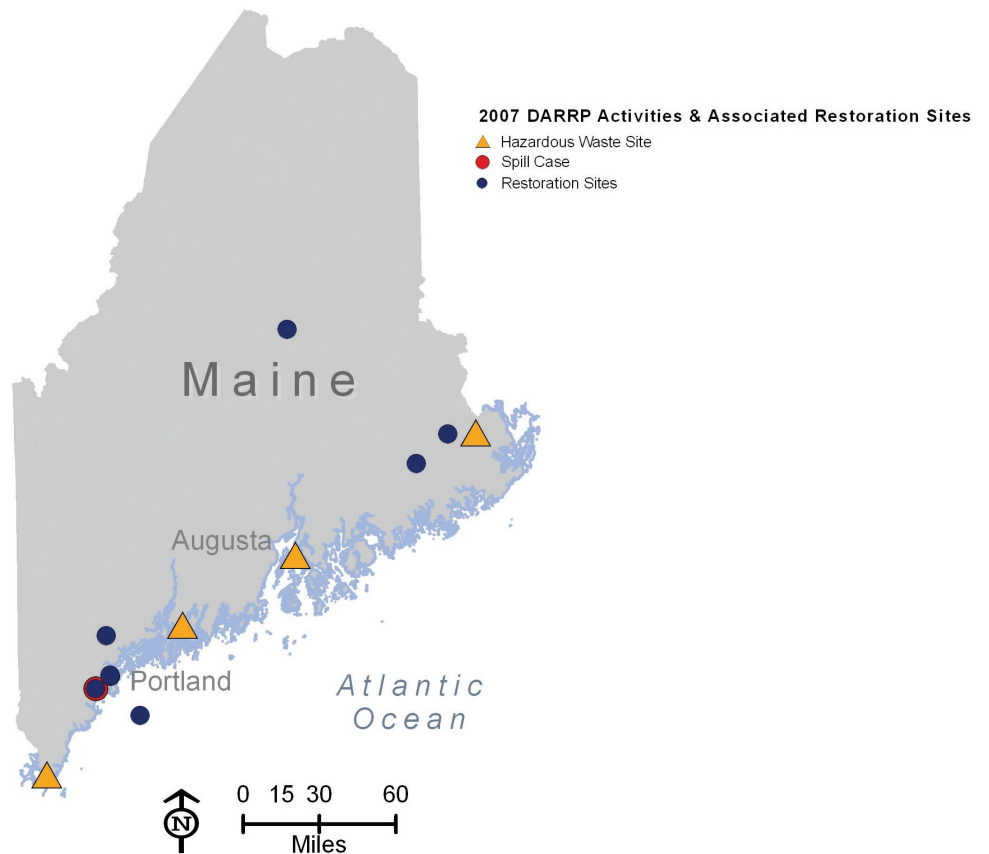 2007 DARRP Activities & Associated Restoration Sites
Hazardous Waste Site
Spill Case
Restoration Sites
Maine
Augusta
Portland
Atlantic
Ocean
N
0 15 30 60
Miles